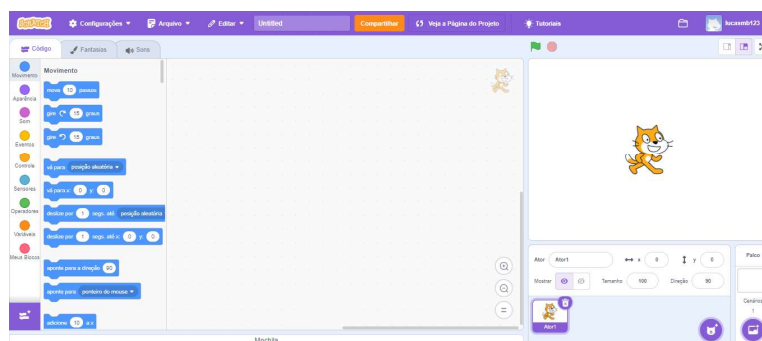 SCRATCH Configurações Arquivo Editar Untitled Compartilhar Veja a Página do Projeto Tutoriais lucasmb123
Código Fantasias Sons
Movimento
Aparência
Som
Eventos
Controle
Sensores
Operadores
Variáveis
Meus Blocos
Movimento
mova 10 passos
gire 15 graus
gire 15 graus
vá para posição aleatória
vá para x: 0 y: 0
deslize por 1 segs. até posição aleatória
deslize por 1 segs. até x: 0 y: 0
aponte para a direção 90
aponte para ponteiro do mouse
adicione 10 a x
Mochila
Ator Ator1 x 0 y 0
Mostrar Tamanho 100 Direção 90
Ator1
Palco
Cenários
1